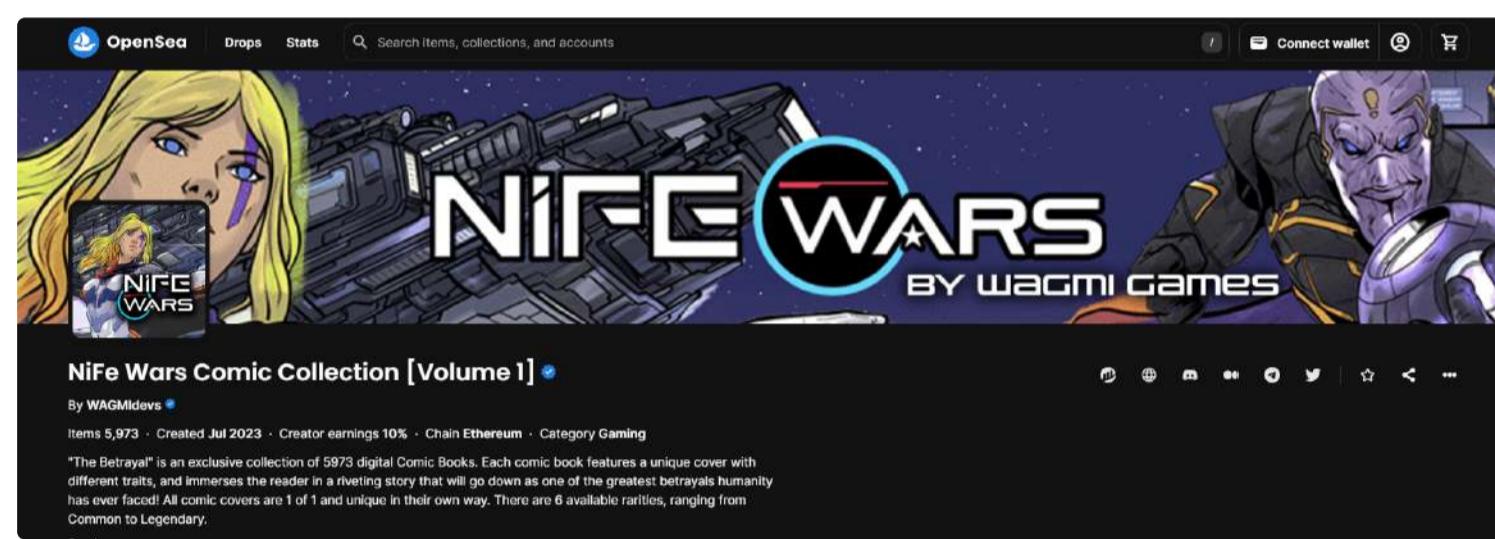 OpenSea Drops Stats Search items, collections, and accounts / Connect wallet
NiFE WARS
BY WAGMI GAMES
NiFE
WARS
NiFe Wars Comic Collection [Volume 1]
By WAGMIdevs
Items 5,973 · Created Jul 2023 · Creator earnings 10% · Chain Ethereum · Category Gaming
"The Betrayal" is an exclusive collection of 5973 digital Comic Books. Each comic book features a unique cover with
different traits, and immerses the reader in a riveting story that will go down as one of the greatest betrayals humanity
has ever faced! All comic covers are 1 of 1 and unique in their own way. There are 6 available rarities, ranging from
Common to Legendary.